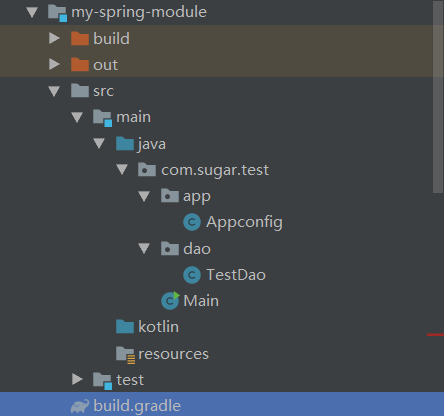 my-spring-module
build
out
src
main
java
com.sugar.test
app
Appconfig
dao
TestDao
Main
kotlin
resources
test
build.gradle